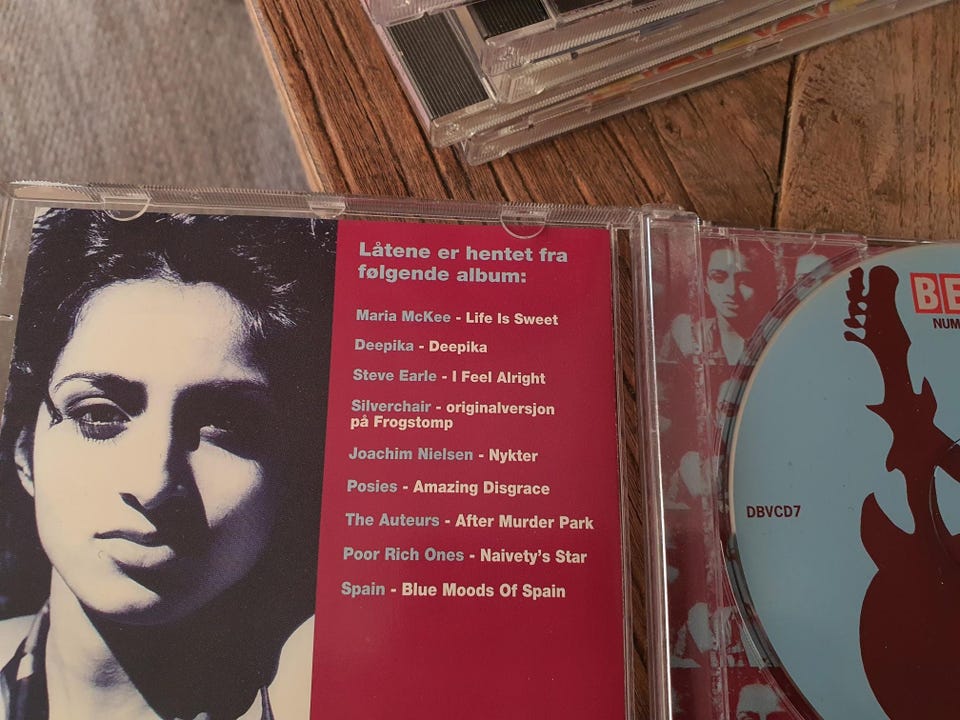 Låtene er hentet fra
følgende album:
Maria McKee - Life Is Sweet
Deepika - Deepika
Steve Earle - I Feel Alright
Silverchair - originalversjon
på Frogstomp
Joachim Nielsen - Nykter
Posies - Amazing Disgrace
The Auteurs - After Murder Park
Poor Rich Ones - Naivety's Star
Spain - Blue Moods Of Spain
DBVCD7